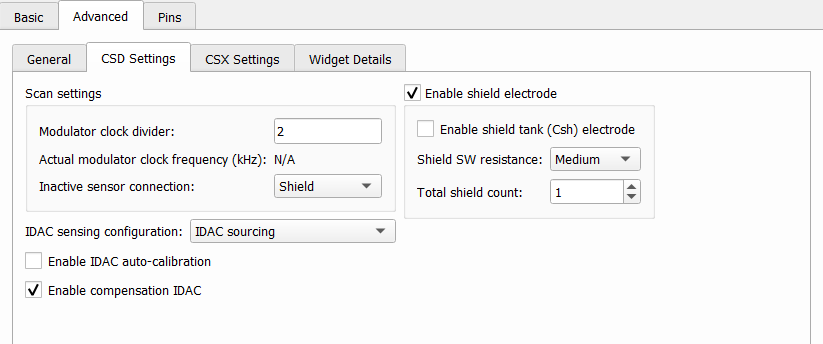 Basic Advanced Pins
General CSD Settings CSX Settings Widget Details
Scan settings
Modulator clock divider: 2
Actual modulator clock frequency (kHz): N/A
Inactive sensor connection: Shield
IDAC sensing configuration: IDAC sourcing
Enable IDAC auto-calibration
Enable compensation IDAC
Enable shield electrode
Enable shield tank (Csh) electrode
Shield SW resistance: Medium
Total shield count: 1